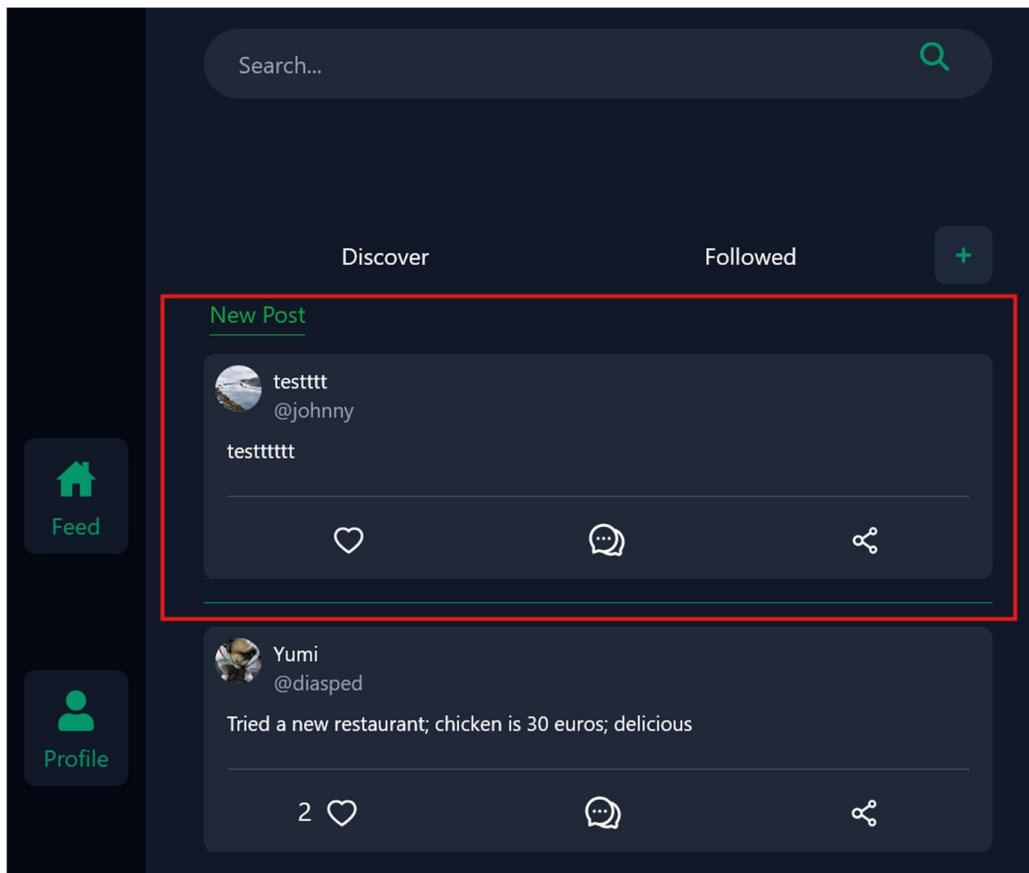 Search...
Discover
Followed
+
New Post
testttt
@johnny
testttttt
Feed
Yumi
@diasped
Tried a new restaurant; chicken is 30 euros; delicious
Profile
2